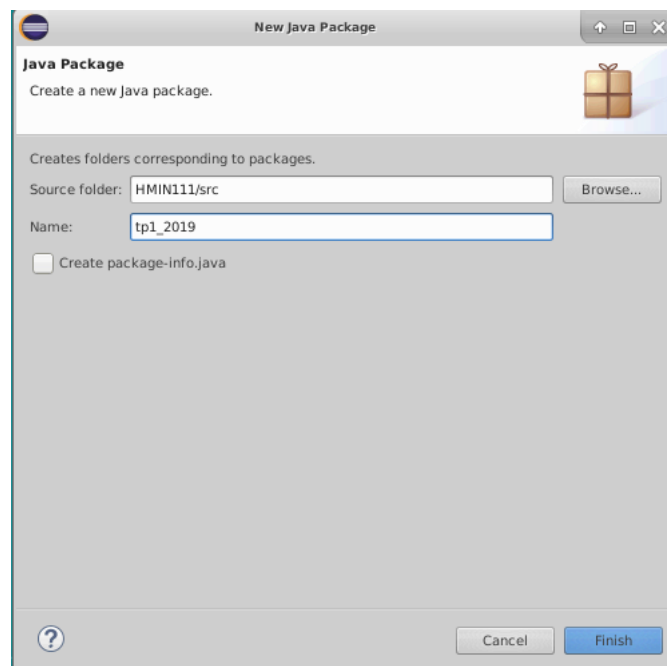 New Java Package
Java Package
Create a new Java package.
Creates folders corresponding to packages.
Source folder: HMIN111/src Browse...
Name: tp1_2019
Create package-info.java
? Cancel Finish